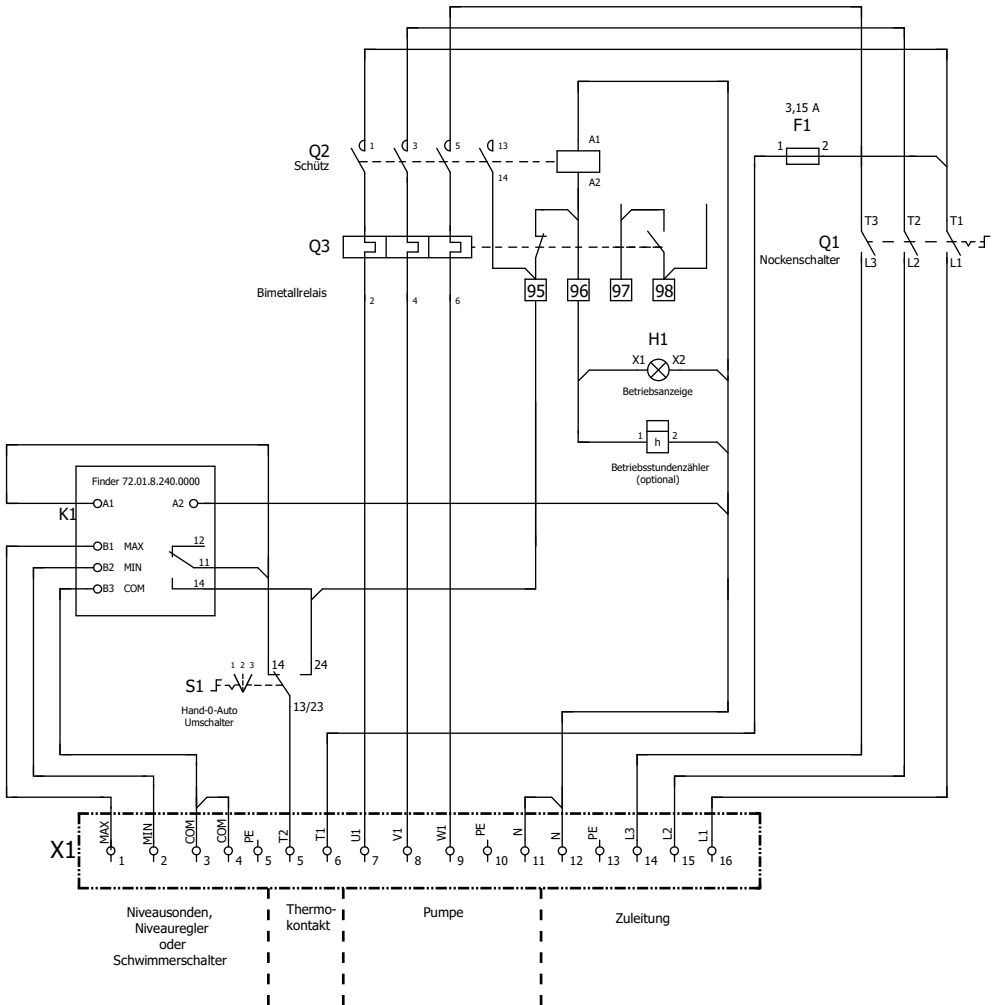 3,15 A
F1
1 2
A1
Q2
Schütz
1 3 5 13
14
A2
T3 T2 T1
Q1
Nockenschalter
L3 L2 L1
Q3
Bimetallrelais
2 4 6
95 96 97 98
H1
X1 X2
Betriebsanzeige
1 h 2
Betriebsstundenzähler
(optional)
Finder 72.01.8.240.0000
K1
A1 A2
B1 MAX
B2 MIN
B3 COM
12
11
14
1 2 3
14 24
S1
13/23
Hand-0-Auto
Umschalter
X1
MAX MIN COM COM PE T2 T1 U1 V1 W1 PE N N PE L3 L2 L1
1 2 3 4 5 5 6 7 8 9 10 11 12 13 14 15 16
Niveausonden,
Niveauregler
oder
Schwimmerschalter
Thermo-
kontakt
Pumpe
Zuleitung